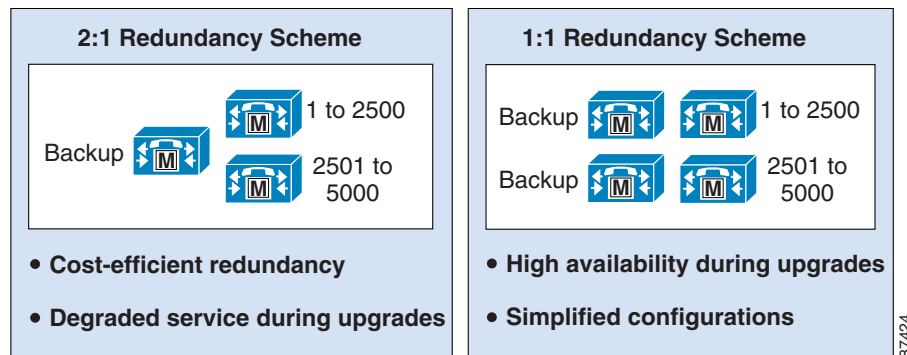 2:1 Redundancy Scheme
Backup
M
M
1 to 2500
M
2501 to
5000
• Cost-efficient redundancy
• Degraded service during upgrades
1:1 Redundancy Scheme
Backup
M
M
1 to 2500
Backup
M
M
2501 to
5000
• High availability during upgrades
• Simplified configurations